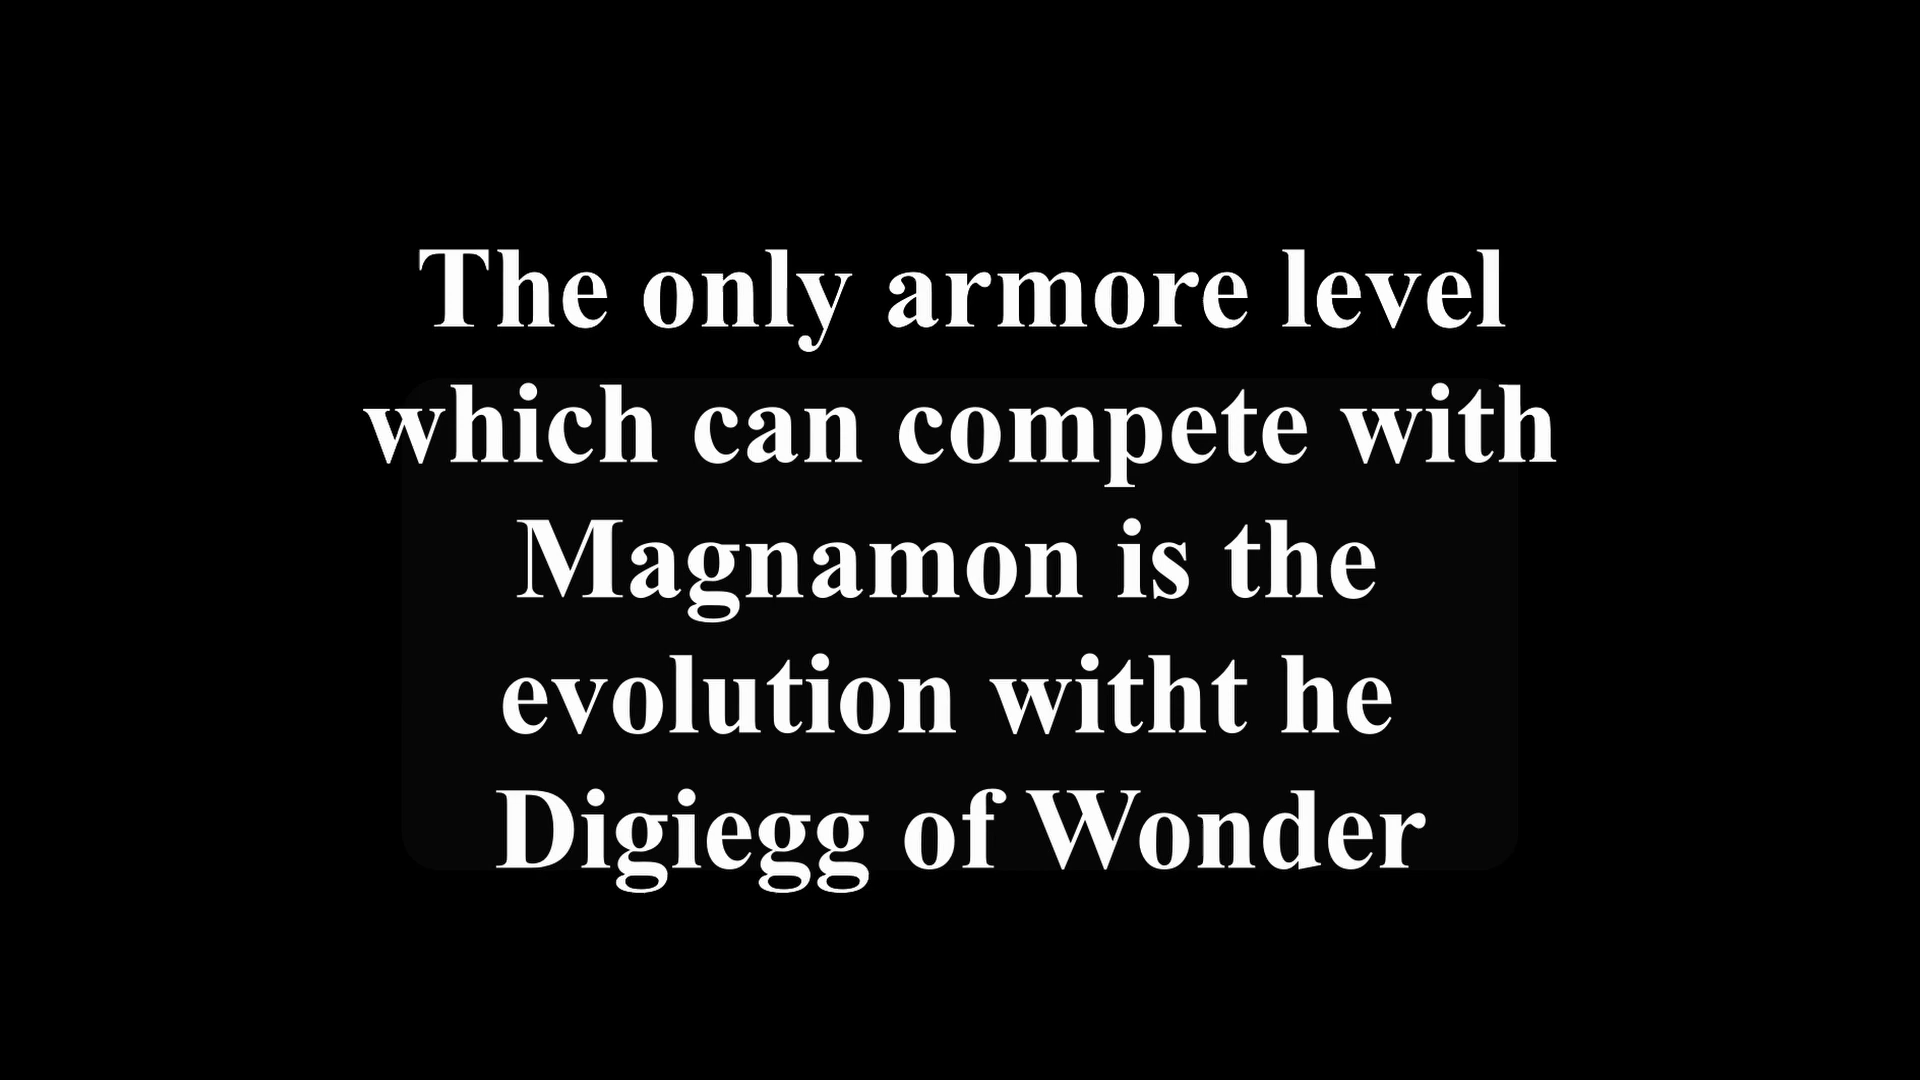 The only armore level
which can compete with
Magnamon is the
evolution witht he
Digiegg of Wonder